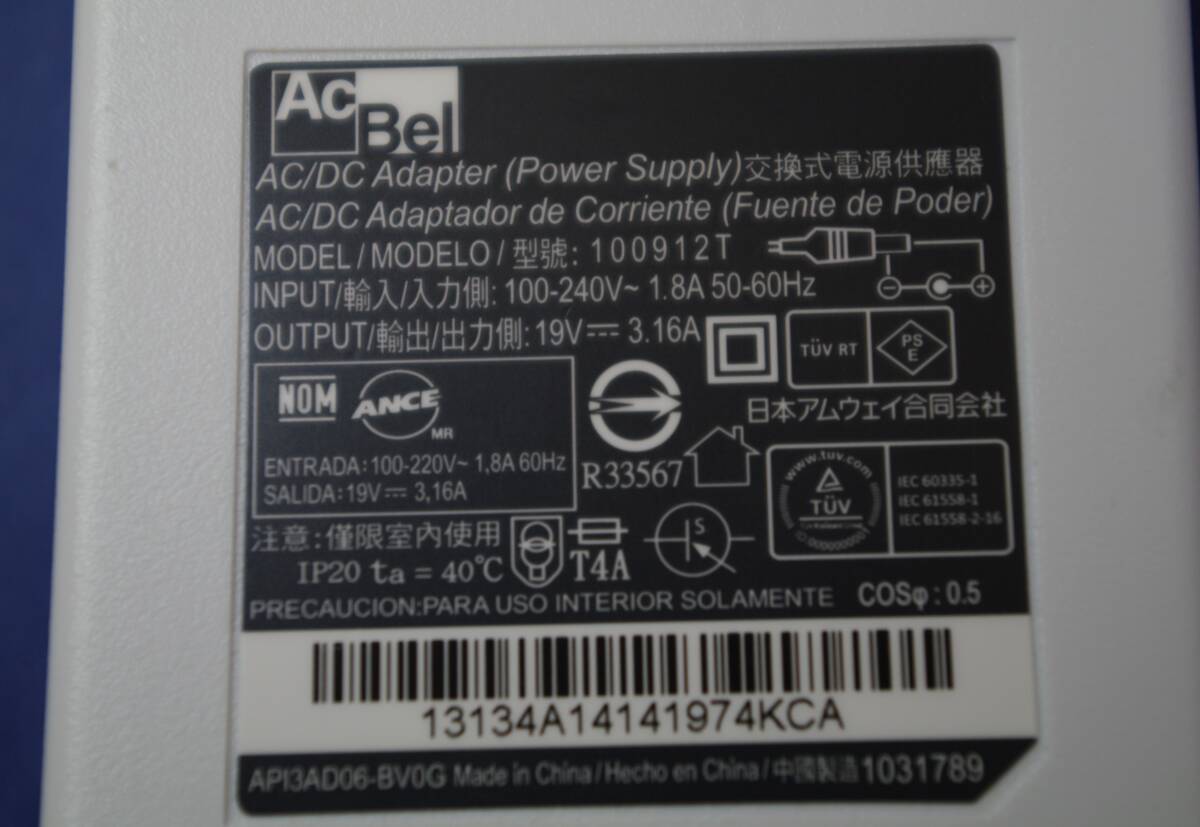 AcBel
AC/DC Adapter (Power Supply)交換式電源供應器
AC/DC Adaptador de Corriente (Fuente de Poder)
MODEL/MODELO/型號: 100912T
INPUT/輸入/入力側: 100-240V~ 1.8A 50-60Hz
OUTPUT/輸出/出力側: 19V⎓ 3.16A
TÜV RT
PS
E
NOM
ANCE
MR
日本アムウェイ合同会社
R33567
ENTRADA: 100-220V~ 1,8A 60Hz
SALIDA: 19V⎓ 3,16A
www.tuv.com
TÜV
IEC 60335-1
IEC 61558-1
IEC 61558-2-16
注意:僅限室內使用
IP20 ta = 40℃
T4A
S
PRECAUCION:PARA USO INTERIOR SOLAMENTE
COSφ: 0.5
13134A14141974KCA
API3AD06-BV0G Made in China/Hecho en China/中國製造 1031789